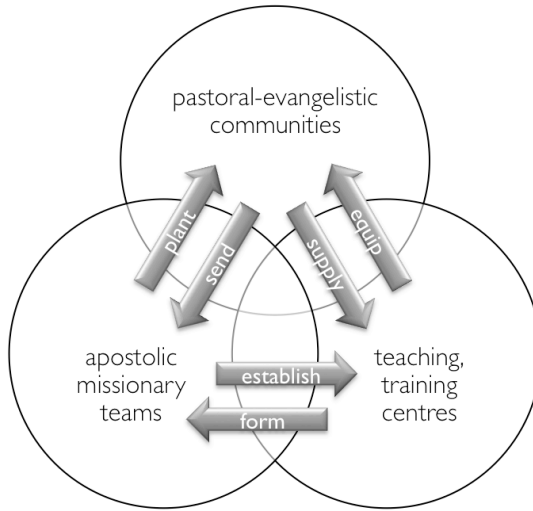 pastoral-evangelistic
communities
plant
send
supply
equip
apostolic
missionary
teams
establish
form
teaching,
training
centres